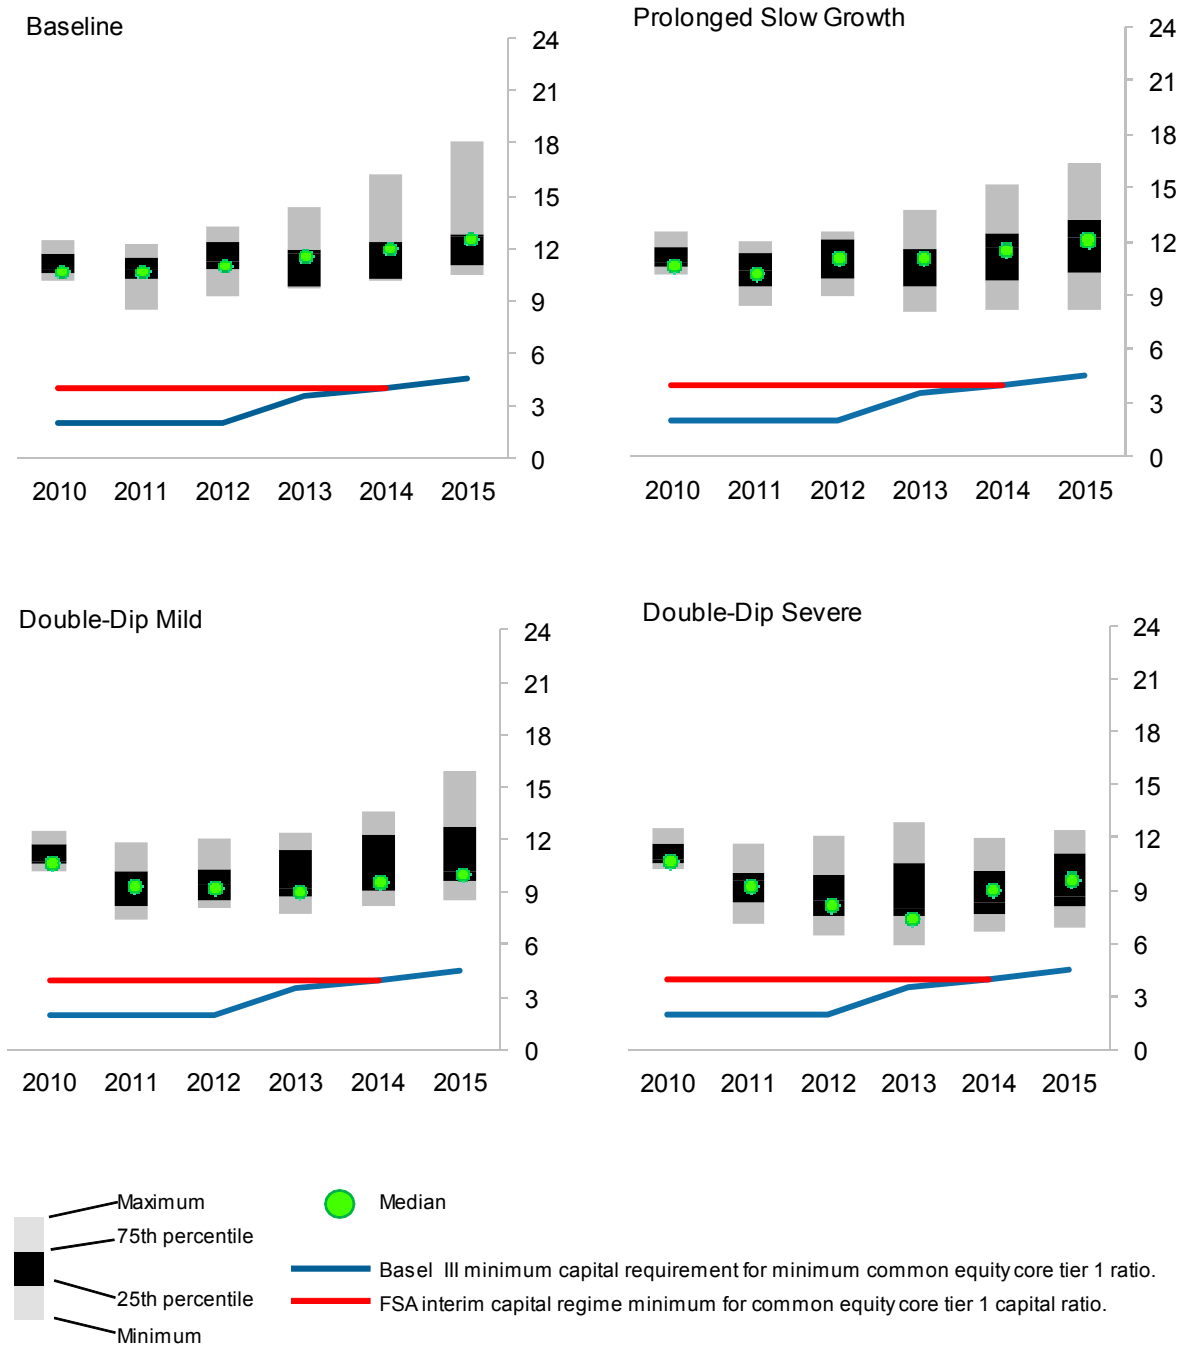 Baseline
24
21
18
15
12
9
6
3
0
2010 2011 2012 2013 2014 2015
Prolonged Slow Growth
24
21
18
15
12
9
6
3
0
2010 2011 2012 2013 2014 2015
Double-Dip Mild
24
21
18
15
12
9
6
3
0
2010 2011 2012 2013 2014 2015
Double-Dip Severe
24
21
18
15
12
9
6
3
0
2010 2011 2012 2013 2014 2015
Maximum
75th percentile
25th percentile
Minimum
Median
Basel III minimum capital requirement for minimum common equity core tier 1 ratio.
FSA interim capital regime minimum for common equity core tier 1 capital ratio.